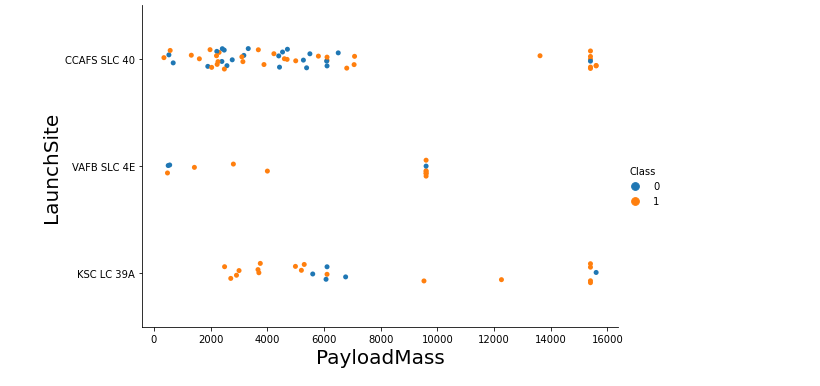 LaunchSite
CCAFS SLC 40
VAFB SLC 4E
KSC LC 39A
Class
0
1
0 2000 4000 6000 8000 10000 12000 14000 16000
PayloadMass